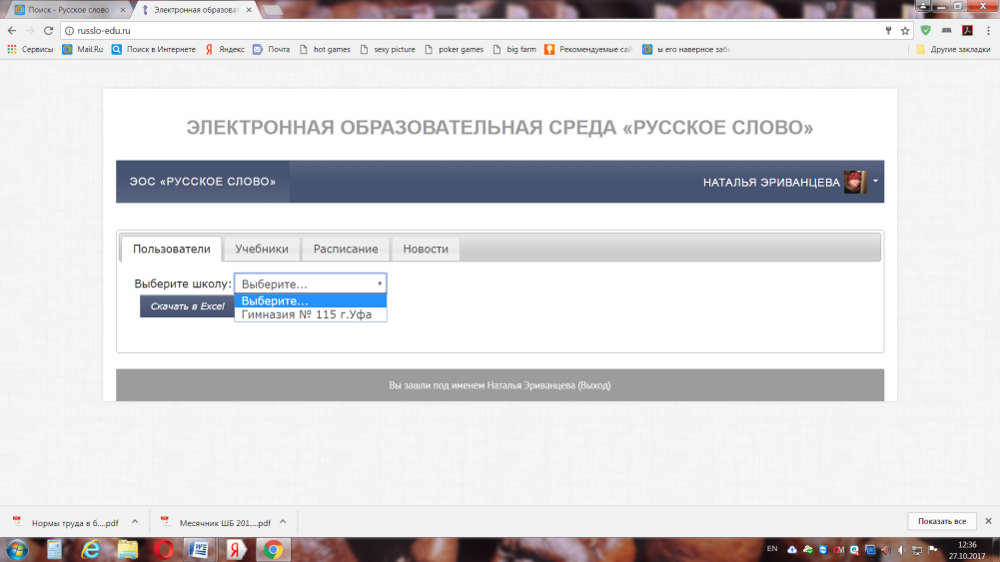 Поиск - Русское слово
Электронная образоват
russlo-edu.ru
Сервисы Mail.Ru Поиск в Интернете Яндекс Почта hot games sexy picture poker games big farm Рекомендуемые сай ы его наверное заб Другие закладки
ЭЛЕКТРОННАЯ ОБРАЗОВАТЕЛЬНАЯ СРЕДА «РУССКОЕ СЛОВО»
ЭОС «РУССКОЕ СЛОВО» НАТАЛЬЯ ЭРИВАНЦЕВА
Пользователи Учебники Расписание Новости
Выберите школу: Выберите...
Выберите...
Скачать в Excel
Гимназия № 115 г.Уфа
Вы зашли под именем Наталья Эриванцева (Выход)
Нормы труда в б....pdf Месячник ШБ 201....pdf Показать все
EN 12:36
27.10.2017